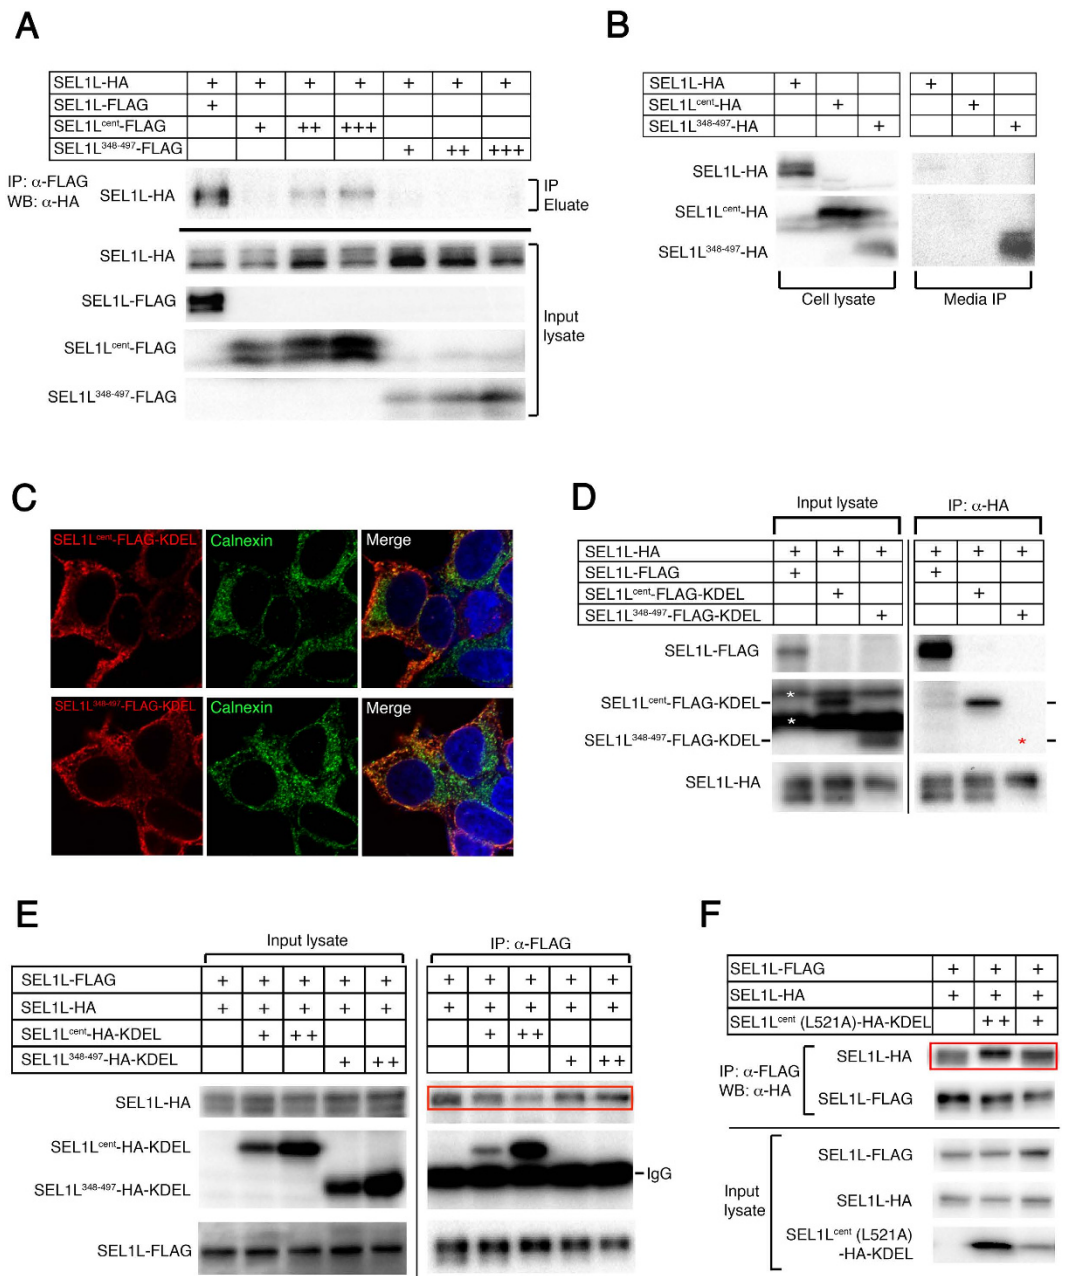 A
SEL1L-HA + + + + + + +
SEL1L-FLAG +
SEL1Lcent-FLAG + ++ +++
SEL1L348-497-FLAG + ++ +++
IP: α-FLAG
WB: α-HA
SEL1L-HA
IP
Eluate
SEL1L-HA
SEL1L-FLAG
SEL1Lcent-FLAG
SEL1L348-497-FLAG
Input
lysate
B
SEL1L-HA + +
SEL1Lcent-HA + +
SEL1L348-497-HA + +
SEL1L-HA
SEL1Lcent-HA
SEL1L348-497-HA
Cell lysate Media IP
C
SEL1Lcent-FLAG-KDEL Calnexin Merge
SEL1L348-497-FLAG-KDEL Calnexin Merge
D
Input lysate IP: α-HA
SEL1L-HA + + + + + +
SEL1L-FLAG + +
SEL1Lcent-FLAG-KDEL + +
SEL1L348-497-FLAG-KDEL + +
SEL1L-FLAG
SEL1Lcent-FLAG-KDEL *
*
SEL1L348-497-FLAG-KDEL *
SEL1L-HA
E
Input lysate IP: α-FLAG
SEL1L-FLAG + + + + + + + + + +
SEL1L-HA + + + + + + + + + +
SEL1Lcent-HA-KDEL + ++ + ++
SEL1L348-497-HA-KDEL + ++ + ++
SEL1L-HA
SEL1Lcent-HA-KDEL
IgG
SEL1L348-497-HA-KDEL
SEL1L-FLAG
F
SEL1L-FLAG + + +
SEL1L-HA + + +
SEL1Lcent (L521A)-HA-KDEL ++ +
IP: α-FLAG
WB: α-HA
SEL1L-HA
SEL1L-FLAG
Input
lysate
SEL1L-FLAG
SEL1L-HA
SEL1Lcent (L521A)
-HA-KDEL